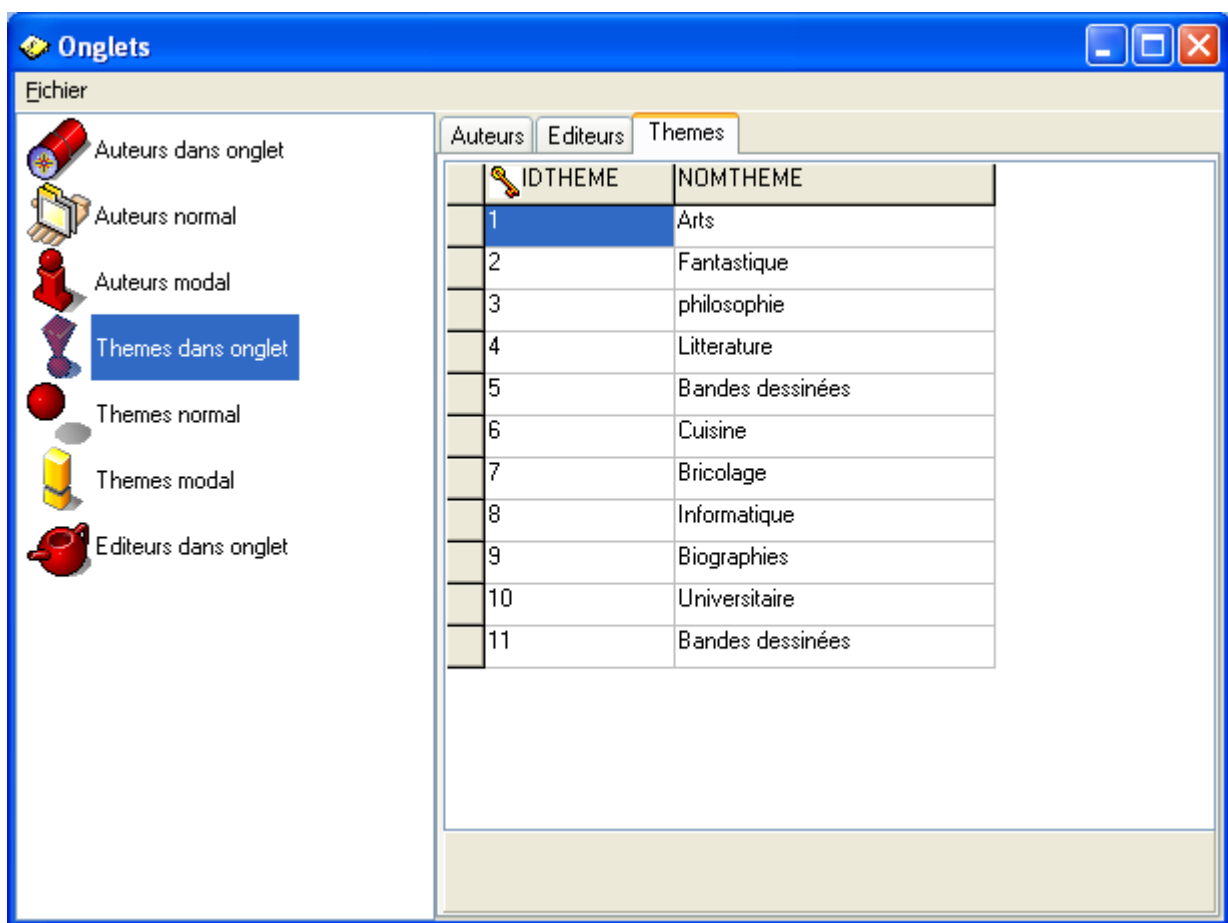 Onglets
Fichier
Auteurs dans onglet
Auteurs normal
Auteurs modal
Themes dans onglet
Themes normal
Themes modal
Editeurs dans onglet
Auteurs Editeurs Themes
IDTHEME NOMTHEME
1 Arts
2 Fantastique
3 philosophie
4 Litterature
5 Bandes dessinées
6 Cuisine
7 Bricolage
8 Informatique
9 Biographies
10 Universitaire
11 Bandes dessinées